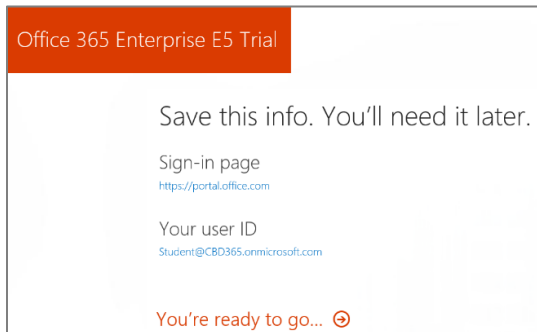 Office 365 Enterprise E5 Trial
Save this info. You'll need it later.
Sign-in page
https://portal.office.com
Your user ID
Student@CBD365.onmicrosoft.com
You're ready to go...